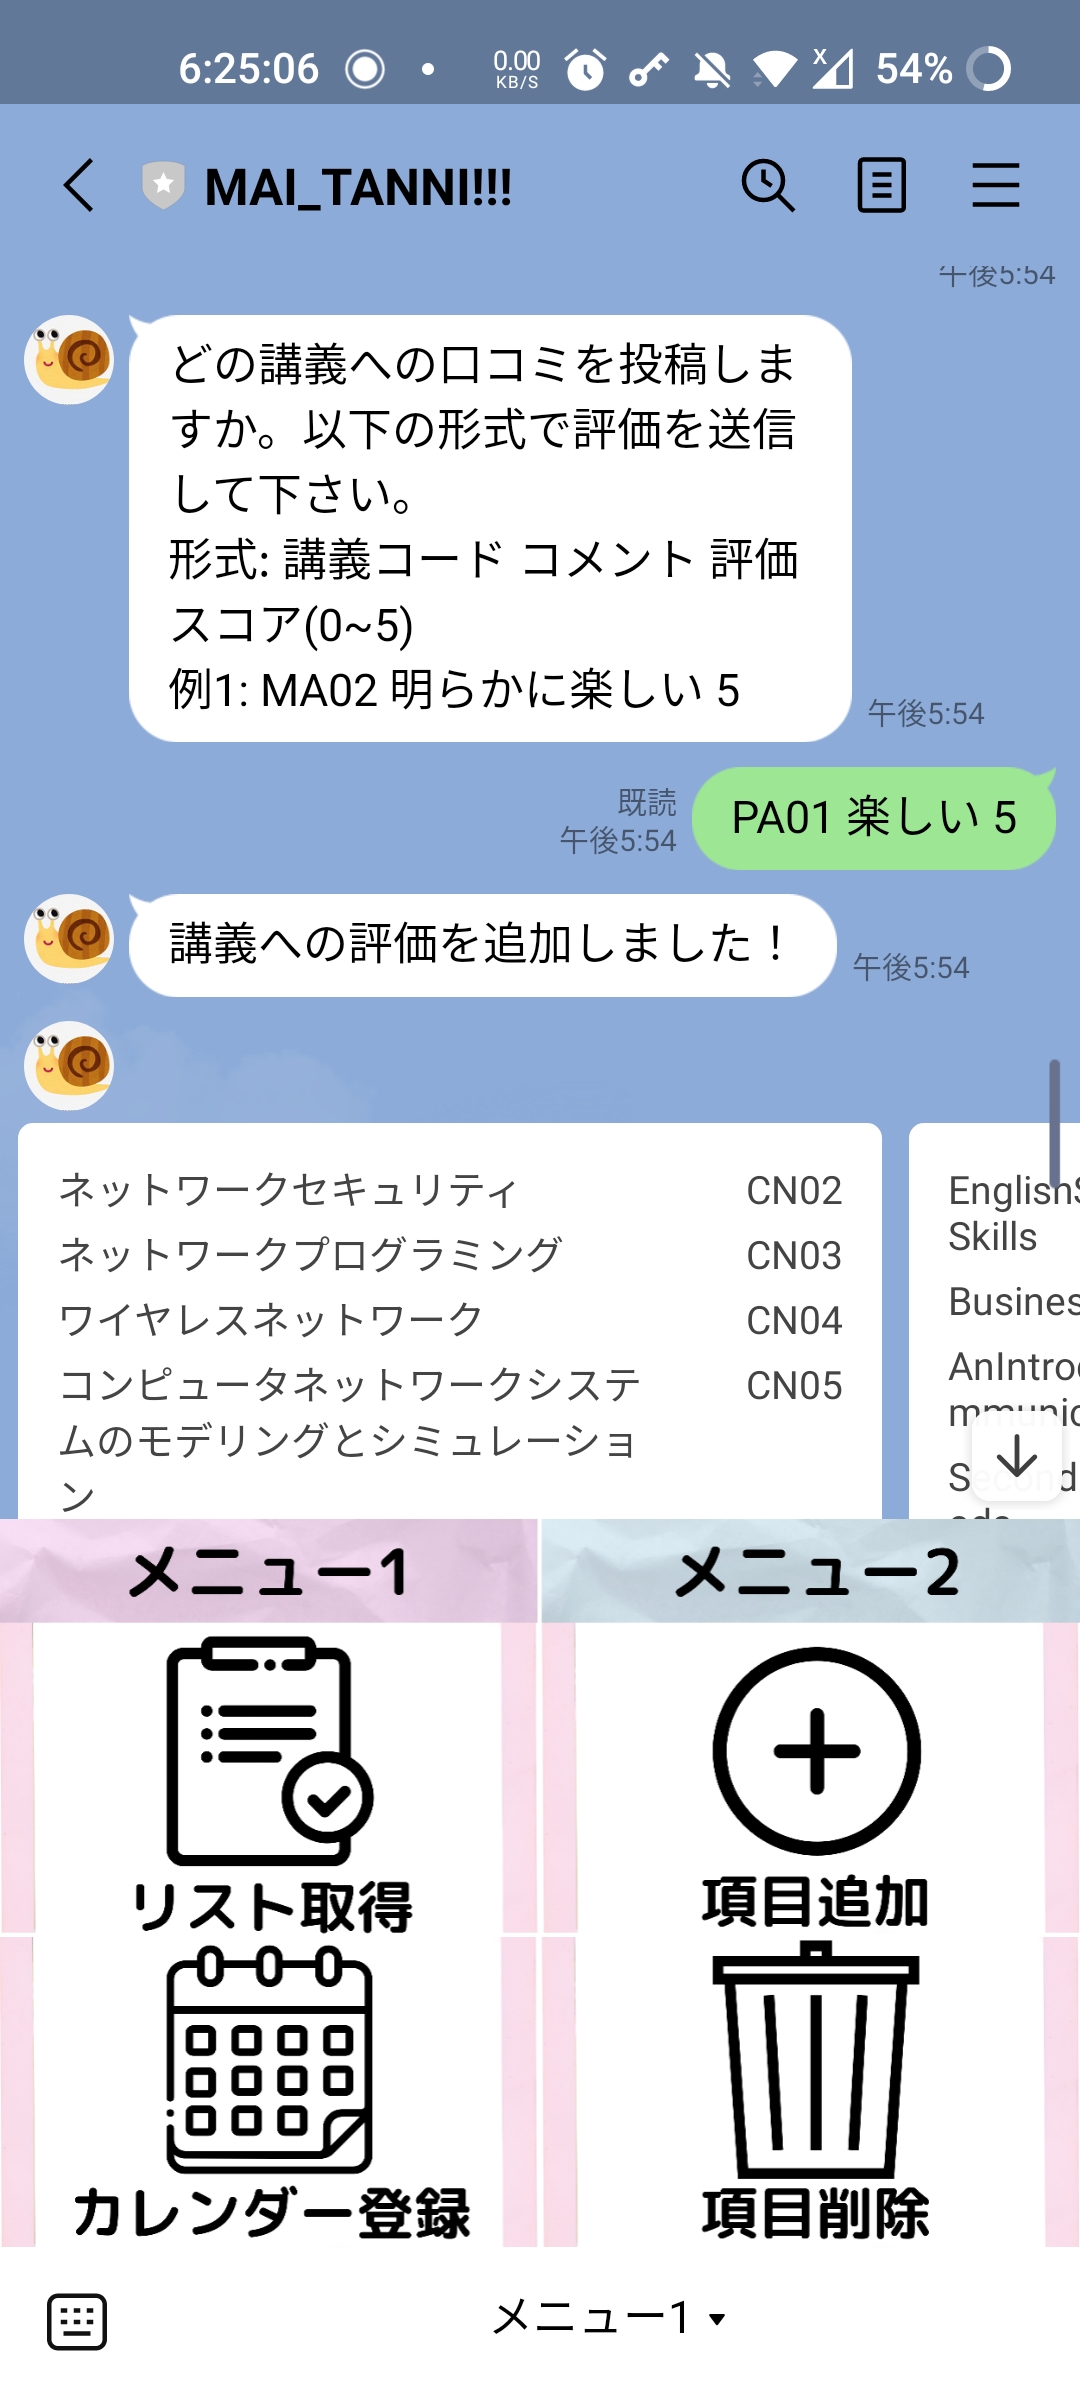 6:25:06 0.00 KB/S X 54%
MAI_TANNI!!!
午後5:54
どの講義への口コミを投稿しま
すか。以下の形式で評価を送信
して下さい。
形式: 講義コード コメント 評価
スコア(0~5)
例1: MA02 明らかに楽しい 5
午後5:54
既読
午後5:54
PA01 楽しい 5
講義への評価を追加しました！
午後5:54
ネットワークセキュリティ CN02
ネットワークプログラミング CN03
ワイヤレスネットワーク CN04
コンピュータネットワークシステ CN05
ムのモデリングとシミュレーショ
ン
Skills
メニュー1
メニュー2
リスト取得
項目追加
カレンダー登録
項目削除
メニュー1